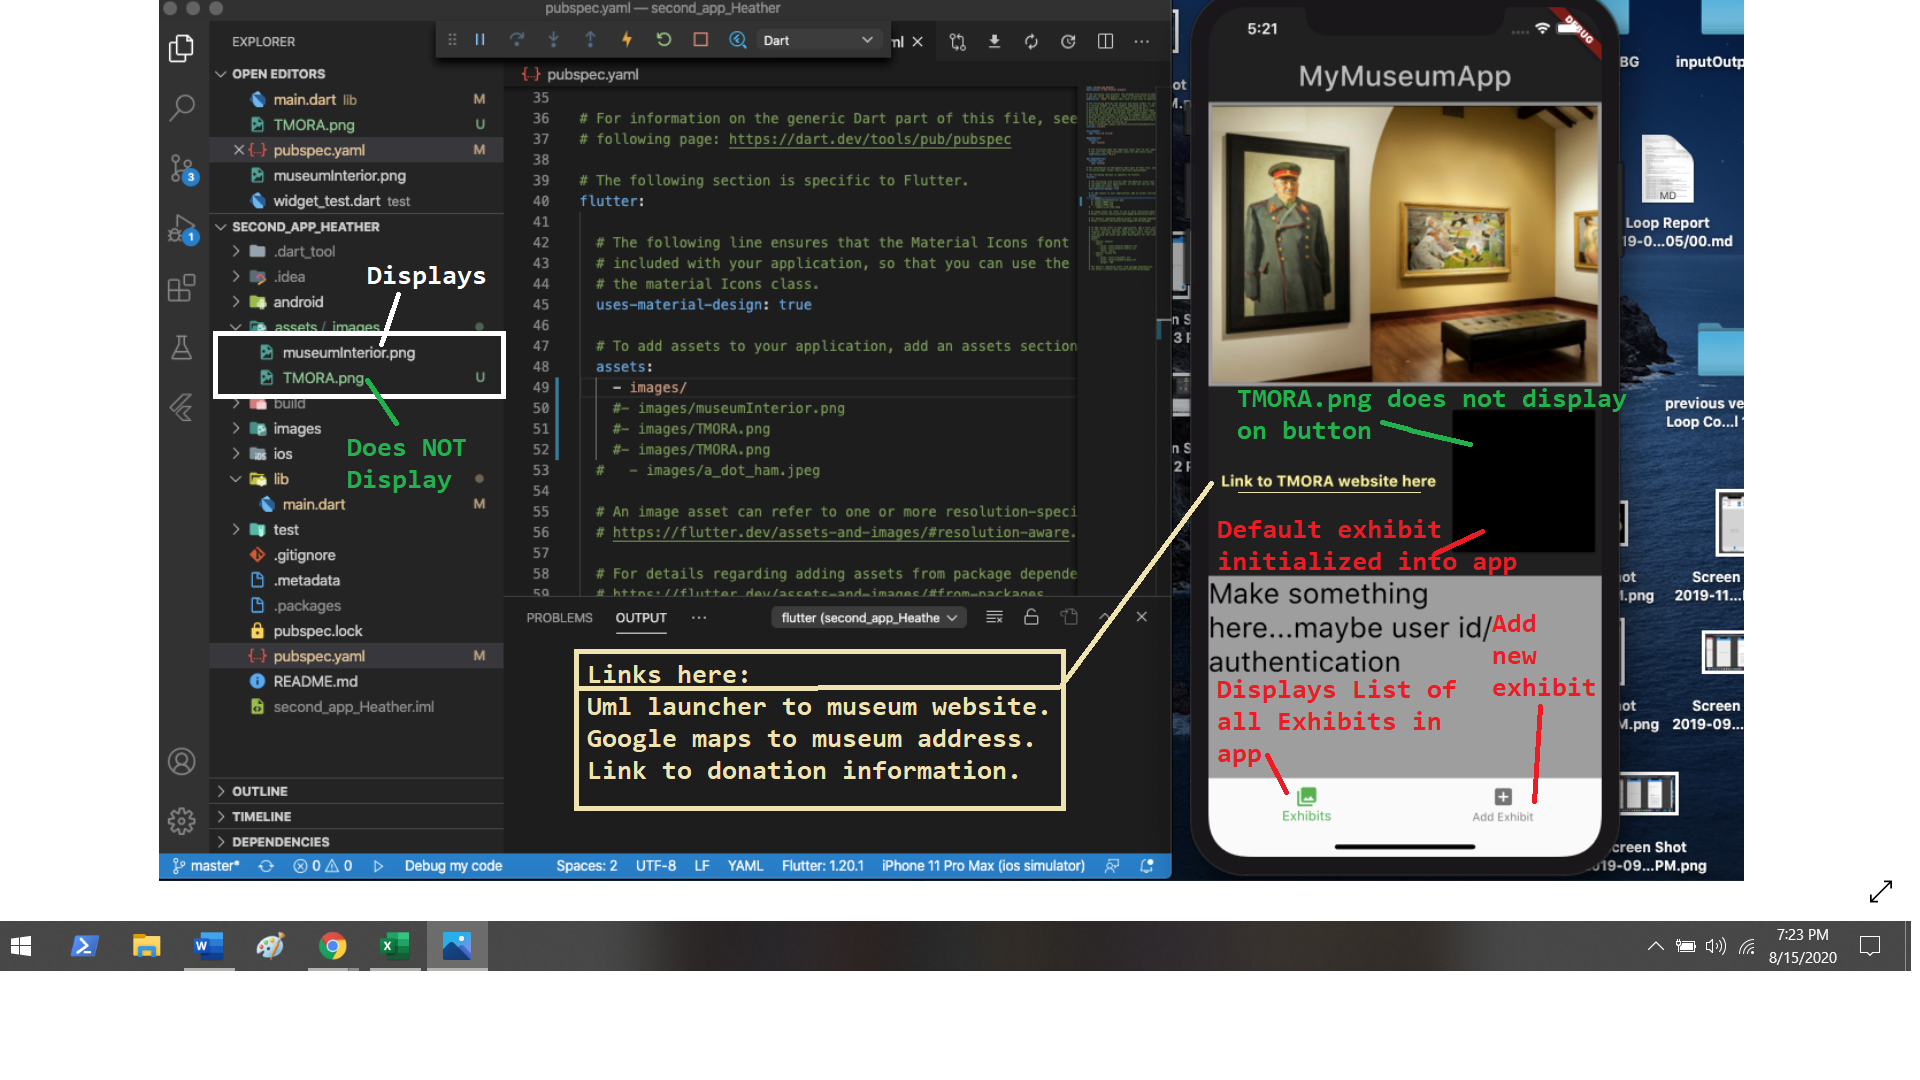 pubspec.yaml — second_app_Heather
EXPLORER
OPEN EDITORS
main.dart lib M
TMORA.png U
pubspec.yaml M
museumInterior.png
widget_test.dart test
SECOND_APP_HEATHER
.dart_tool
.idea
android
assets / images
museumInterior.png
TMORA.png U
build
images
ios
lib
main.dart M
test
.gitignore
.metadata
.packages
pubspec.lock
pubspec.yaml M
README.md
second_app_Heather.iml
OUTLINE
TIMELINE
DEPENDENCIES
3
1
Displays
Does NOT
Display
Dart
ml
{..} pubspec.yaml
35
36 # For information on the generic Dart part of this file, see
37 # following page: https://dart.dev/tools/pub/pubspec
38
39 # The following section is specific to Flutter.
40 flutter:
41
42 # The following line ensures that the Material Icons font
43 # included with your application, so that you can use the
44 # the material Icons class.
45 uses-material-design: true
46
47 # To add assets to your application, add an assets section
48 assets:
49 - images/
50 #- images/museumInterior.png
51 #- images/TMORA.png
52 #- images/TMORA.png
53 # - images/a_dot_ham.jpeg
54
55 # An image asset can refer to one or more resolution-speci
56 # https://flutter.dev/assets-and-images/#resolution-aware.
57
58 # For details regarding adding assets from package depende
59 # https://flutter.dev/assets-and-images/#from-packages
PROBLEMS OUTPUT ... flutter (second_app_Heathe
Links here:
Uml launcher to museum website.
Google maps to museum address.
Link to donation information.
master* 0 0 Debug my code Spaces: 2 UTF-8 LF YAML Flutter: 1.20.1 iPhone 11 Pro Max (ios simulator)
5:21
DEBUG
MyMuseumApp
TMORA.png does not display
on button
Link to TMORA website here
Default exhibit
initialized into app
Make something
here...maybe user id/
authentication
Add
new
exhibit
Displays List of
all Exhibits in
app
Exhibits
Add Exhibit
BG
inputOutp
MD
Loop Report
19-0...05/00.md
previous ve
Loop Co...l
Screen
2019-11...
Screen
2019-09...
creen Shot
019-09...PM.png
7:23 PM
8/15/2020